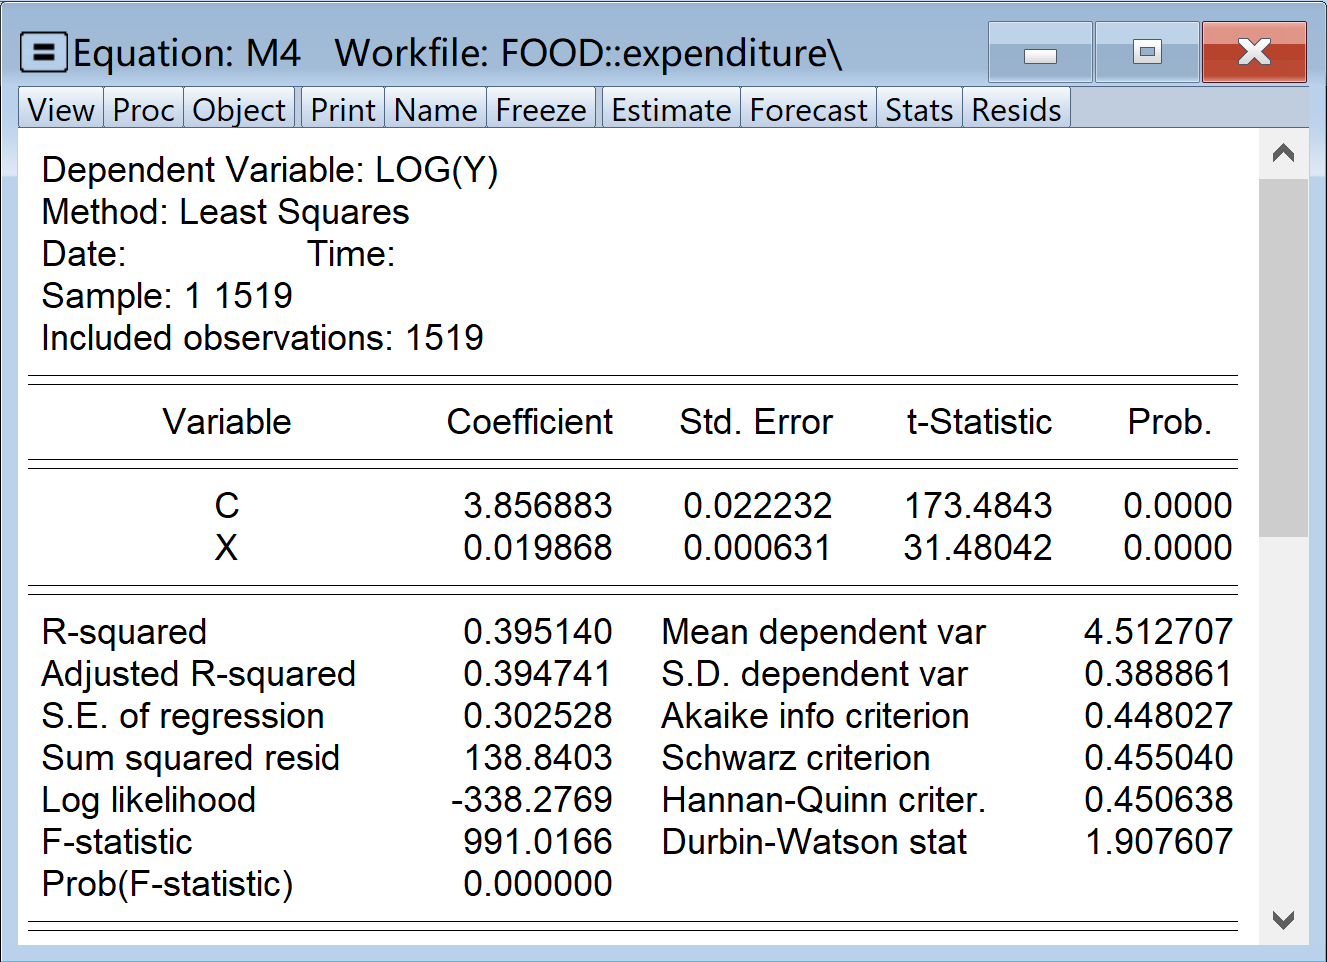 Equation: M4 Workfile: FOOD::expenditure\
View Proc Object Print Name Freeze Estimate Forecast Stats Resids
Dependent Variable: LOG(Y)
Method: Least Squares
Date: Time:
Sample: 1 1519
Included observations: 1519
Variable Coefficient Std. Error t-Statistic Prob.
C 3.856883 0.022232 173.4843 0.0000
X 0.019868 0.000631 31.48042 0.0000
R-squared 0.395140 Mean dependent var 4.512707
Adjusted R-squared 0.394741 S.D. dependent var 0.388861
S.E. of regression 0.302528 Akaike info criterion 0.448027
Sum squared resid 138.8403 Schwarz criterion 0.455040
Log likelihood -338.2769 Hannan-Quinn criter. 0.450638
F-statistic 991.0166 Durbin-Watson stat 1.907607
Prob(F-statistic) 0.000000